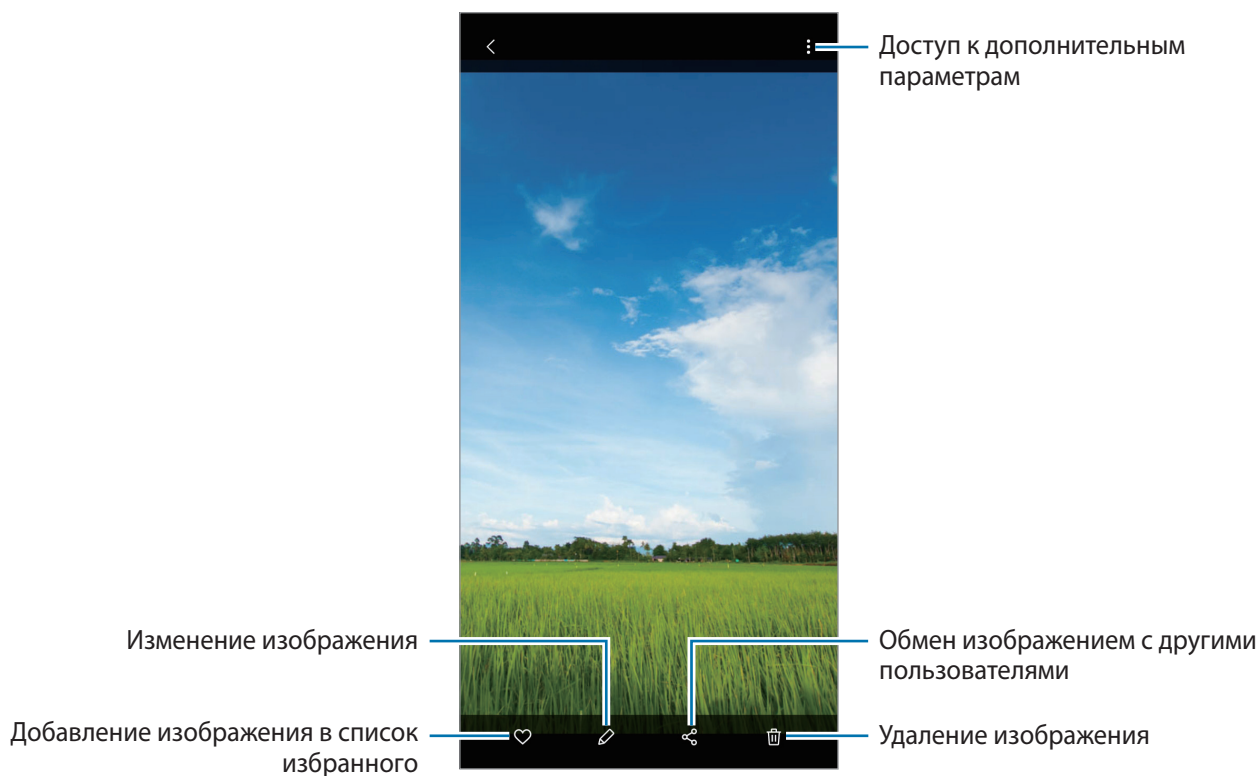 Доступ к дополнительным
параметрам
Изменение изображения
Обмен изображением с другими
пользователями
Добавление изображения в список
избранного
Удаление изображения